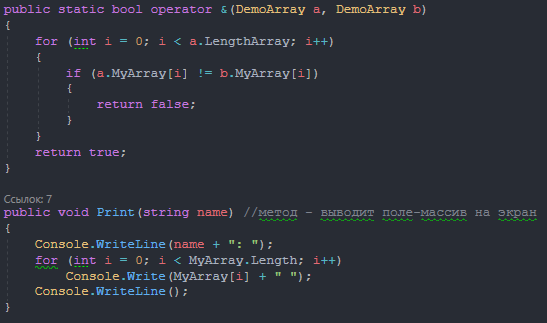 public static bool operator &(DemoArray a, DemoArray b)
{
    for (int i = 0; i < a.LengthArray; i++)
    {
        if (a.MyArray[i] != b.MyArray[i])
        {
            return false;
        }
    }
    return true;
}
Ссылок: 7
public void Print(string name) //метод - выводит поле-массив на экран
{
    Console.WriteLine(name + ": ");
    for (int i = 0; i < MyArray.Length; i++)
        Console.Write(MyArray[i] + " ");
    Console.WriteLine();
}